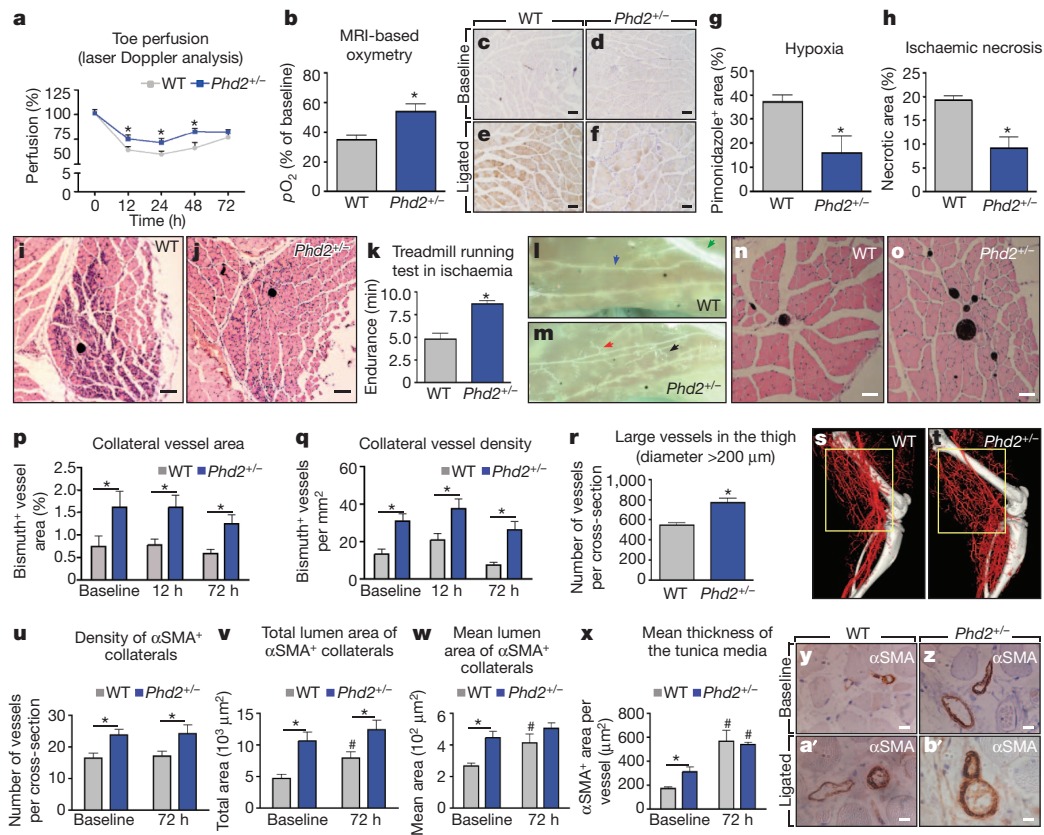 a
Toe perfusion
(laser Doppler analysis)
WT Phd2+/–
Perfusion (%)
125
100
75
50
5
0
0 12 24 48 72
Time (h)
* * *
b
MRI-based
oxymetry
pO2 (% of baseline)
80
60
40
20
0
*
WT Phd2+/–
WT Phd2+/–
Baseline
Ligated
c d
e f
g
Hypoxia
Pimonidazole+ area (%)
50
40
30
20
10
0
*
WT Phd2+/–
h
Ischaemic necrosis
Necrotic area (%)
25
20
15
10
5
0
*
WT Phd2+/–
i WT
j Phd2+/–
k
Treadmill running
test in ischaemia
Endurance (min)
10.0
7.5
5.0
2.5
0
*
WT Phd2+/–
l
WT
m
Phd2+/–
n WT
o Phd2+/–
p
Collateral vessel area
WT Phd2+/–
Bismuth+ vessel
area (%)
2.5
2.0
1.5
1.0
0.5
0
* * *
Baseline 12 h 72 h
q
Collateral vessel density
WT Phd2+/–
Bismuth+ vessels
per mm2
60
40
20
0
* * *
Baseline 12 h 72 h
r
Large vessels in the thigh
(diameter >200 µm)
Number of vessels
per cross-section
1,000
800
600
400
200
0
*
WT Phd2+/–
s WT
t Phd2+/–
u
Density of αSMA+
collaterals
WT Phd2+/–
Number of vessels
per cross-section
30
20
10
0
* *
Baseline 72 h
v
Total lumen area of
αSMA+ collaterals
WT Phd2+/–
Total area (10³ µm²)
15
10
5
0
* # *
Baseline 72 h
w
Mean lumen
area of αSMA+
collaterals
WT Phd2+/–
Mean area (10² µm²)
6
4
2
0
* #
Baseline 72 h
x
Mean thickness of
the tunica media
WT Phd2+/–
αSMA+ area per
vessel (µm²)
800
600
400
200
0
* # #
Baseline 72 h
WT Phd2+/–
Baseline
Ligated
y αSMA
z αSMA
a′ αSMA
b′ αSMA